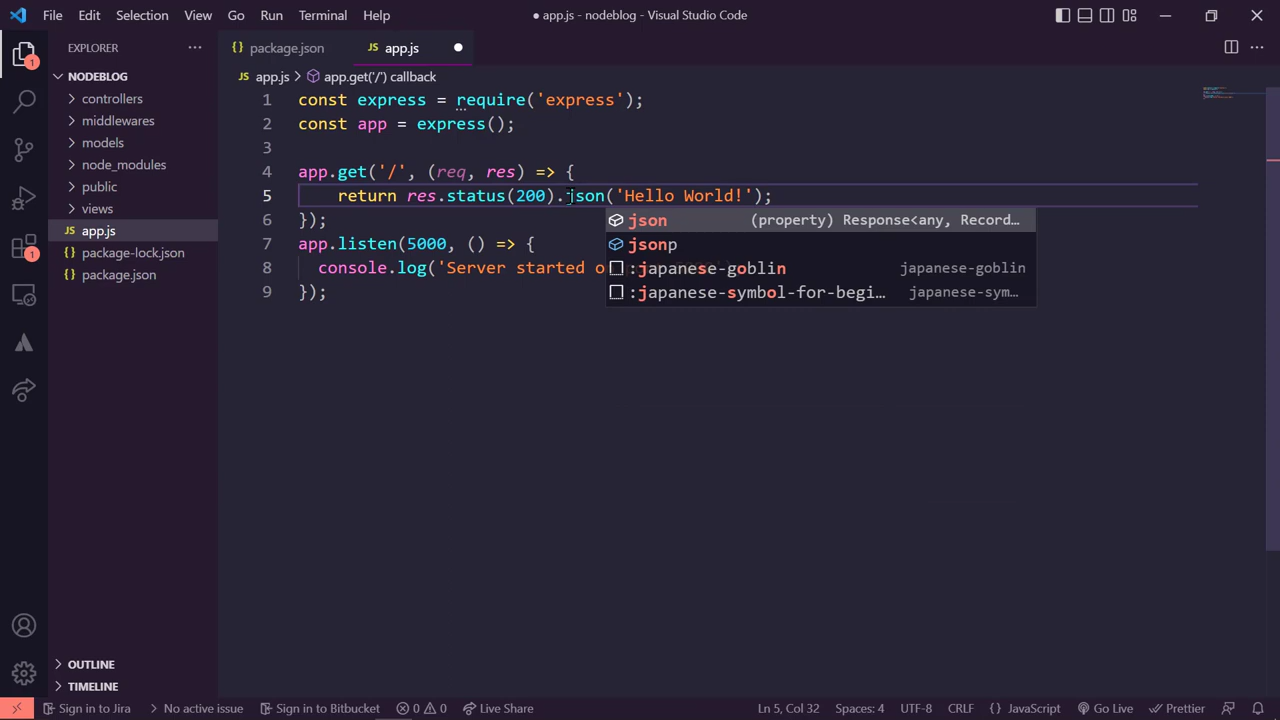 File Edit Selection View Go Run Terminal Help
● app.js - nodeblog - Visual Studio Code
EXPLORER
NODEBLOG
controllers
middlewares
models
node_modules
public
views
JS app.js
{} package-lock.json
{} package.json
OUTLINE
TIMELINE
1
1
{} package.json JS app.js
JS app.js > app.get('/') callback
1 const express = require('express');
2 const app = express();
3
4 app.get('/', (req, res) => {
5 return res.status(200).json('Hello World!');
6 });
7 app.listen(5000, () => {
8 console.log('Server started o
9 });
json (property) Response<any, Record…
jsonp
:japanese-goblin japanese-goblin
:japanese-symbol-for-begi… japanese-sym…
Sign in to Jira No active issue Sign in to Bitbucket 0 0 Live Share Ln 5, Col 32 Spaces: 4 UTF-8 CRLF {} JavaScript Go Live Prettier